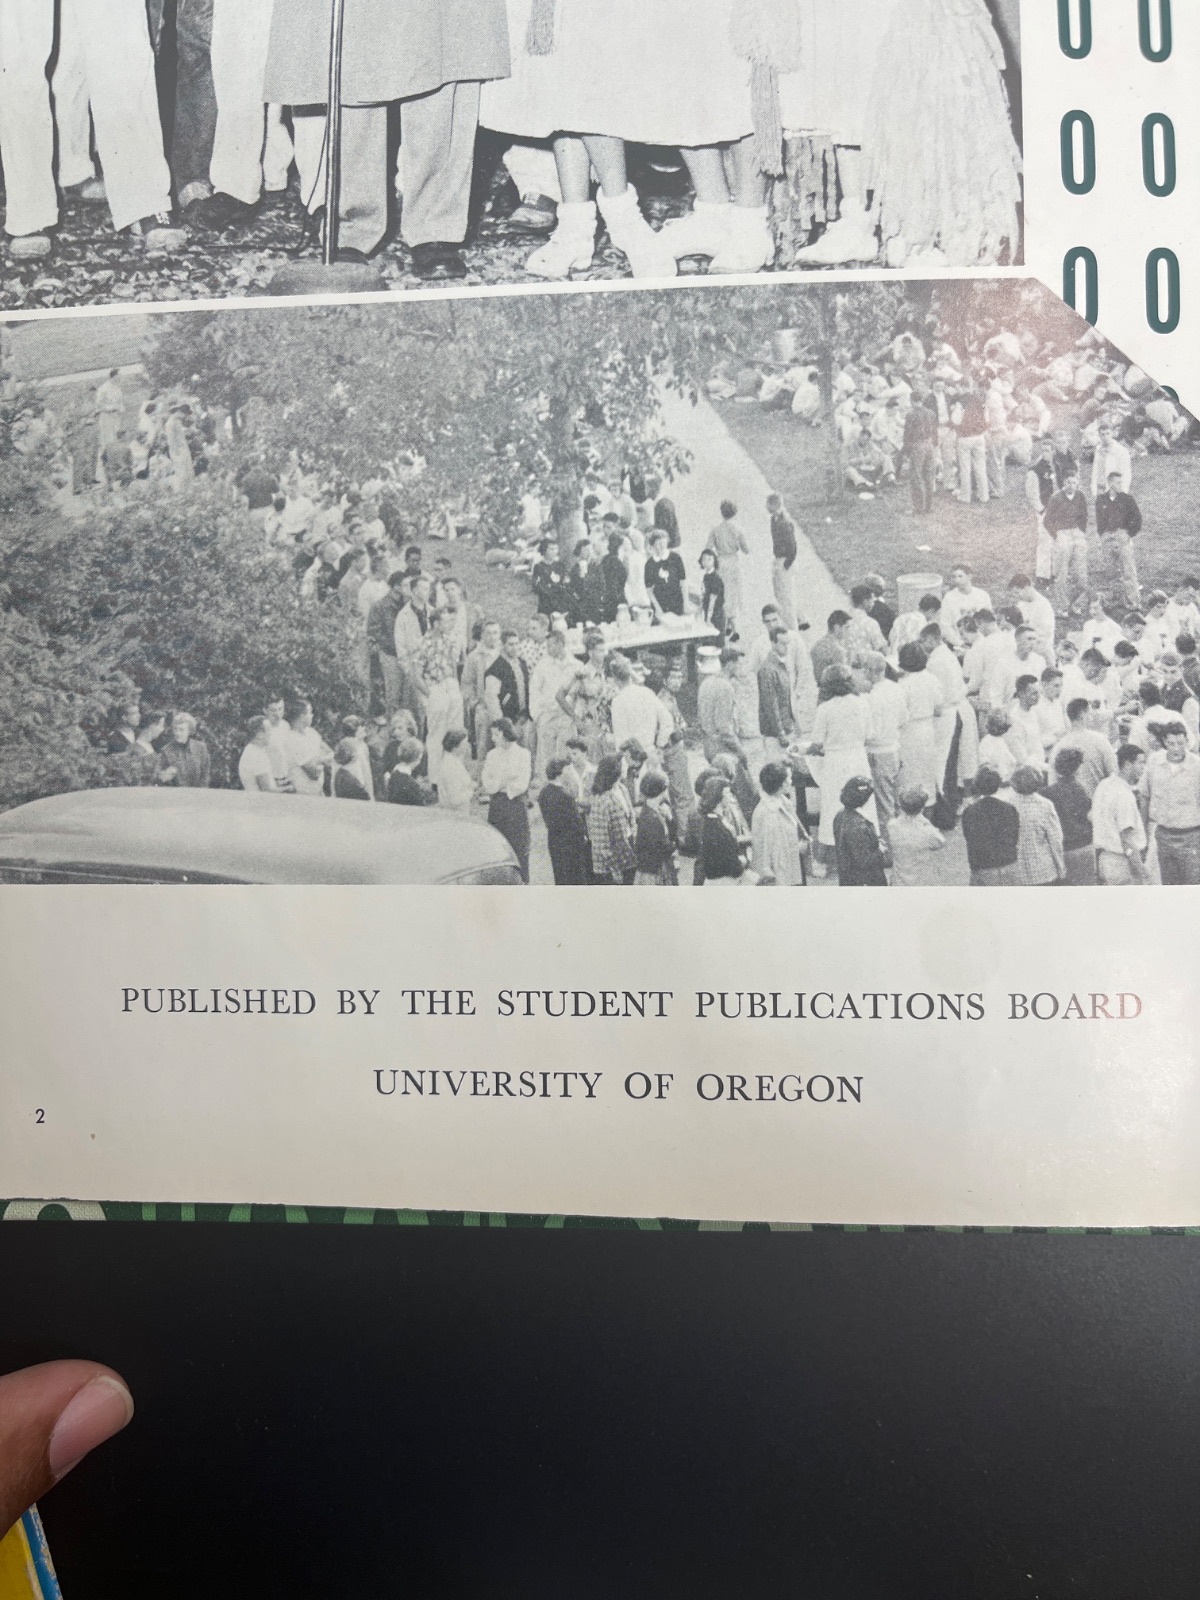 O O
O O
O O
PUBLISHED BY THE STUDENT PUBLICATIONS BOARD
UNIVERSITY OF OREGON
2